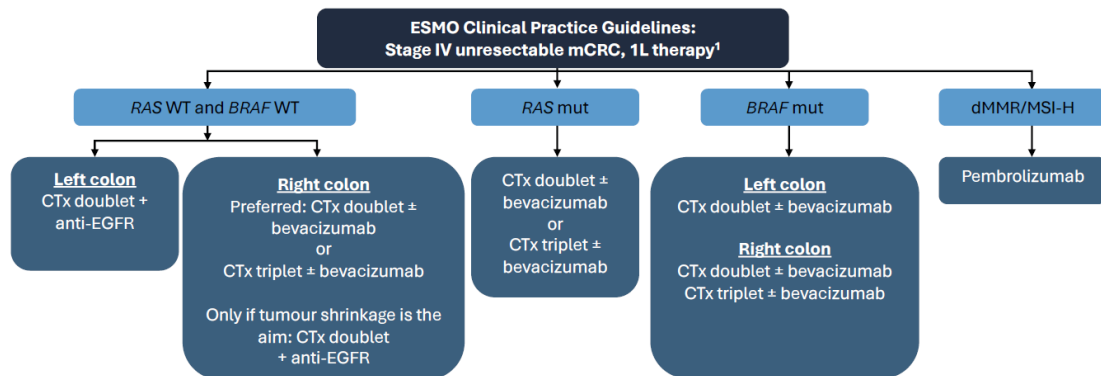 ESMO Clinical Practice Guidelines:
Stage IV unresectable mCRC, 1L therapy¹
RAS WT and BRAF WT
RAS mut
BRAF mut
dMMR/MSI-H
Left colon
CTx doublet +
anti-EGFR
Right colon
Preferred: CTx doublet ±
bevacizumab
or
CTx triplet ± bevacizumab
Only if tumour shrinkage is the
aim: CTx doublet
+ anti-EGFR
CTx doublet ±
bevacizumab
or
CTx triplet ±
bevacizumab
Left colon
CTx doublet ± bevacizumab
Right colon
CTx doublet ± bevacizumab
CTx triplet ± bevacizumab
Pembrolizumab